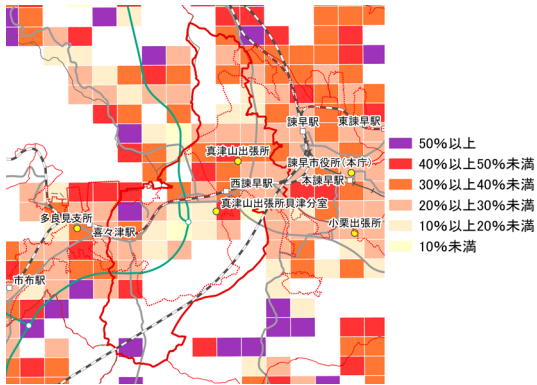 諫早駅
東諫早駅
真津山出張所
諫早市役所(本庁)
西諫早駅
本諫早駅
真津山出張所貝津分室
多良見支所
喜々津駅
小栗出張所
市布駅
50%以上
40%以上50%未満
30%以上40%未満
20%以上30%未満
10%以上20%未満
10%未満